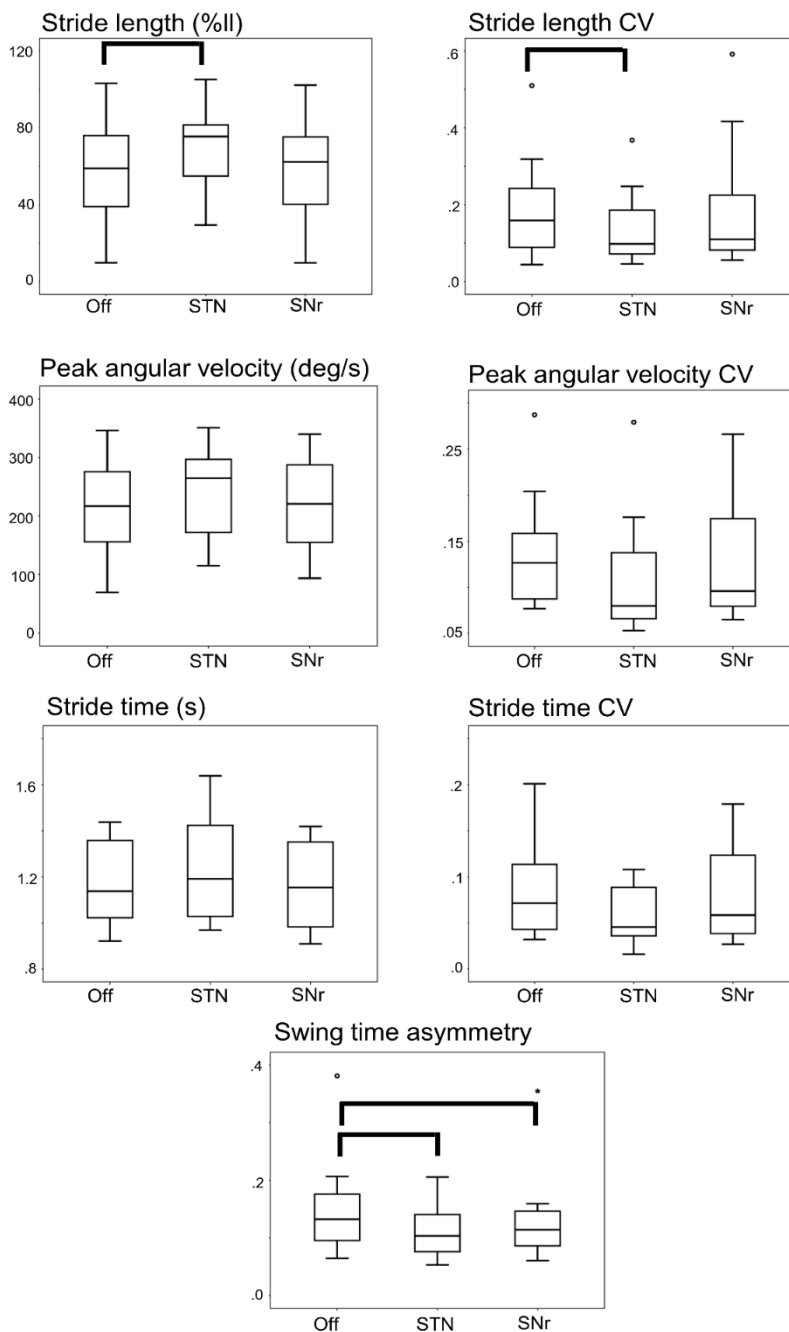 Stride length (%ll)
120
80
40
0
Off STN SNr
Stride length CV
.6
.4
.2
.0
Off STN SNr
Peak angular velocity (deg/s)
400
300
200
100
0
Off STN SNr
Peak angular velocity CV
.25
.15
.05
Off STN SNr
Stride time (s)
1.6
1.2
.8
Off STN SNr
Stride time CV
.2
.1
.0
Off STN SNr
Swing time asymmetry
.4
*
.2
.0
Off STN SNr